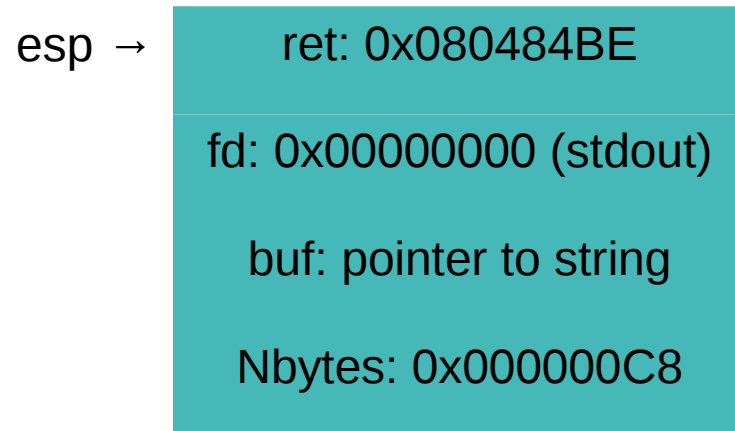 esp → ret: 0x080484BE
fd: 0x00000000 (stdout)
buf: pointer to string
Nbytes: 0x000000C8